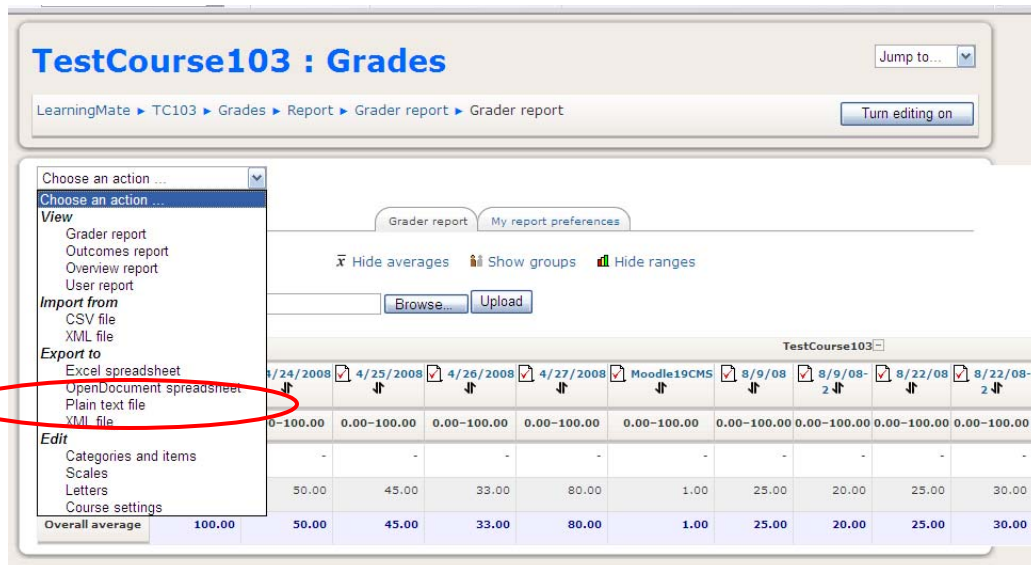 TestCourse103 : Grades
Jump to...
LearningMate ► TC103 ► Grades ► Report ► Grader report ► Grader report
Turn editing on
Choose an action ...
Choose an action ...
View
Grader report
Outcomes report
Overview report
User report
Import from
CSV file
XML file
Export to
Excel spreadsheet
OpenDocument spreadsheet
Plain text file
XML file
Edit
Categories and items
Scales
Letters
Course settings
Grader report My report preferences
x̄ Hide averages Show groups Hide ranges
Browse... Upload
TestCourse103
4/24/2008 4/25/2008 4/26/2008 4/27/2008 Moodle19CMS 8/9/08 8/9/08-2 8/22/08 8/22/08-2
0-100.00 0.00-100.00 0.00-100.00 0.00-100.00 0.00-100.00 0.00-100.00 0.00-100.00 0.00-100.00 0.00-100.00
- - - - - - - - -
50.00 45.00 33.00 80.00 1.00 25.00 20.00 25.00 30.00
Overall average 100.00 50.00 45.00 33.00 80.00 1.00 25.00 20.00 25.00 30.00